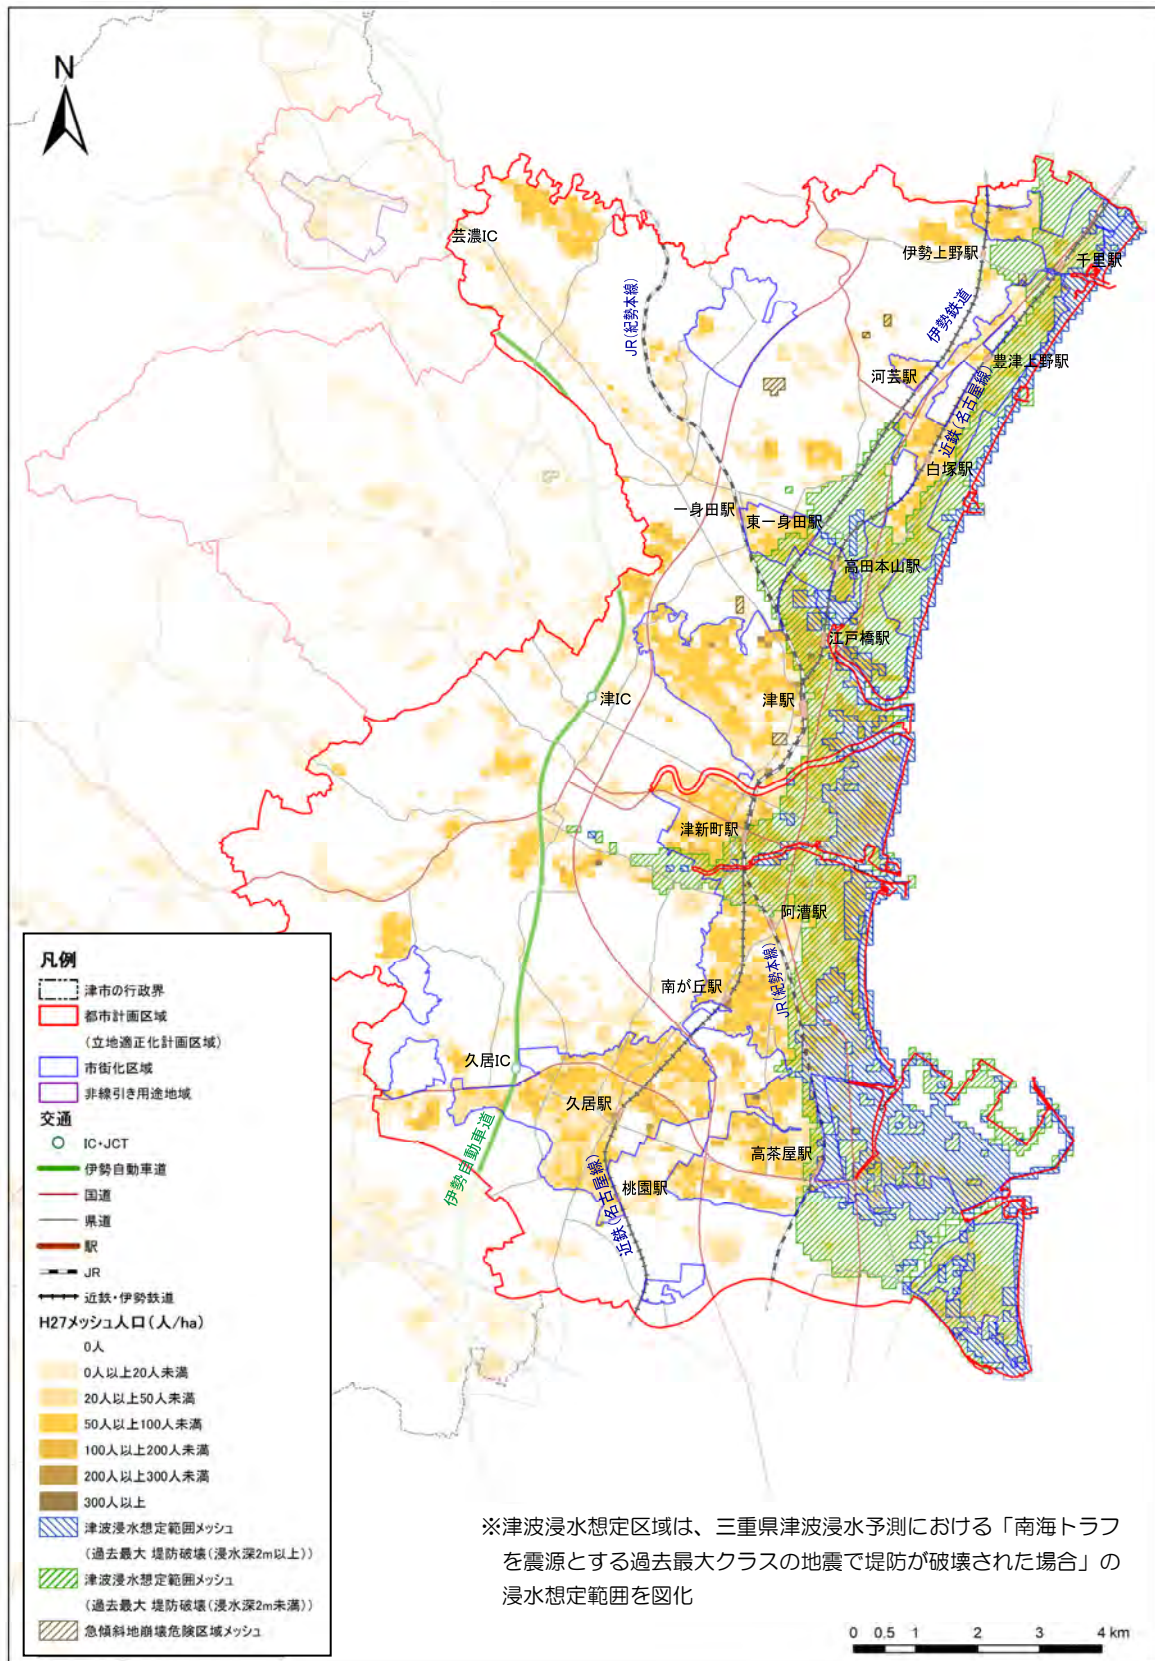 N
芸濃IC
伊勢上野駅
千里駅
JR(紀勢本線)
伊勢鉄道
豊津上野駅
河芸駅
近鉄(名古屋線)
白塚駅
一身田駅
東一身田駅
高田本山駅
江戸橋駅
津IC
津駅
津新町駅
阿漕駅
JR(紀勢本線)
南が丘駅
久居IC
久居駅
高茶屋駅
伊勢自動車道
桃園駅
近鉄(名古屋線)
凡例
津市の行政界
都市計画区域
(立地適正化計画区域)
市街化区域
非線引き用途地域
交通
IC・JCT
伊勢自動車道
国道
県道
駅
JR
近鉄・伊勢鉄道
H27メッシュ人口(人/ha)
0人
0人以上20人未満
20人以上50人未満
50人以上100人未満
100人以上200人未満
200人以上300人未満
300人以上
津波浸水想定範囲メッシュ
(過去最大 堤防破壊(浸水深2m以上))
津波浸水想定範囲メッシュ
(過去最大 堤防破壊(浸水深2m未満))
急傾斜地崩壊危険区域メッシュ
※津波浸水想定区域は、三重県津波浸水予測における「南海トラフ
を震源とする過去最大クラスの地震で堤防が破壊された場合」の
浸水想定範囲を図化
0 0.5 1 2 3 4 km